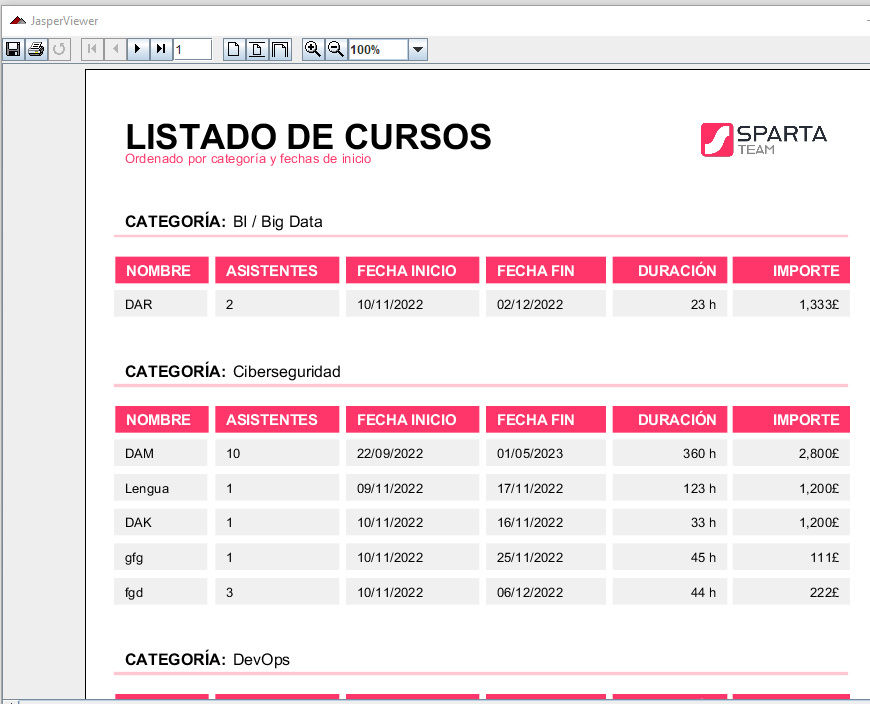 JasperViewer
1
100%
LISTADO DE CURSOS
Ordenado por categoría y fechas de inicio
SPARTA
TEAM
CATEGORÍA: BI / Big Data
NOMBRE ASISTENTES FECHA INICIO FECHA FIN DURACIÓN IMPORTE
DAR 2 10/11/2022 02/12/2022 23 h 1,333£
CATEGORÍA: Ciberseguridad
NOMBRE ASISTENTES FECHA INICIO FECHA FIN DURACIÓN IMPORTE
DAM 10 22/09/2022 01/05/2023 360 h 2,800£
Lengua 1 09/11/2022 17/11/2022 123 h 1,200£
DAK 1 10/11/2022 16/11/2022 33 h 1,200£
gfg 1 10/11/2022 25/11/2022 45 h 111£
fgd 3 10/11/2022 06/12/2022 44 h 222£
CATEGORÍA: DevOps